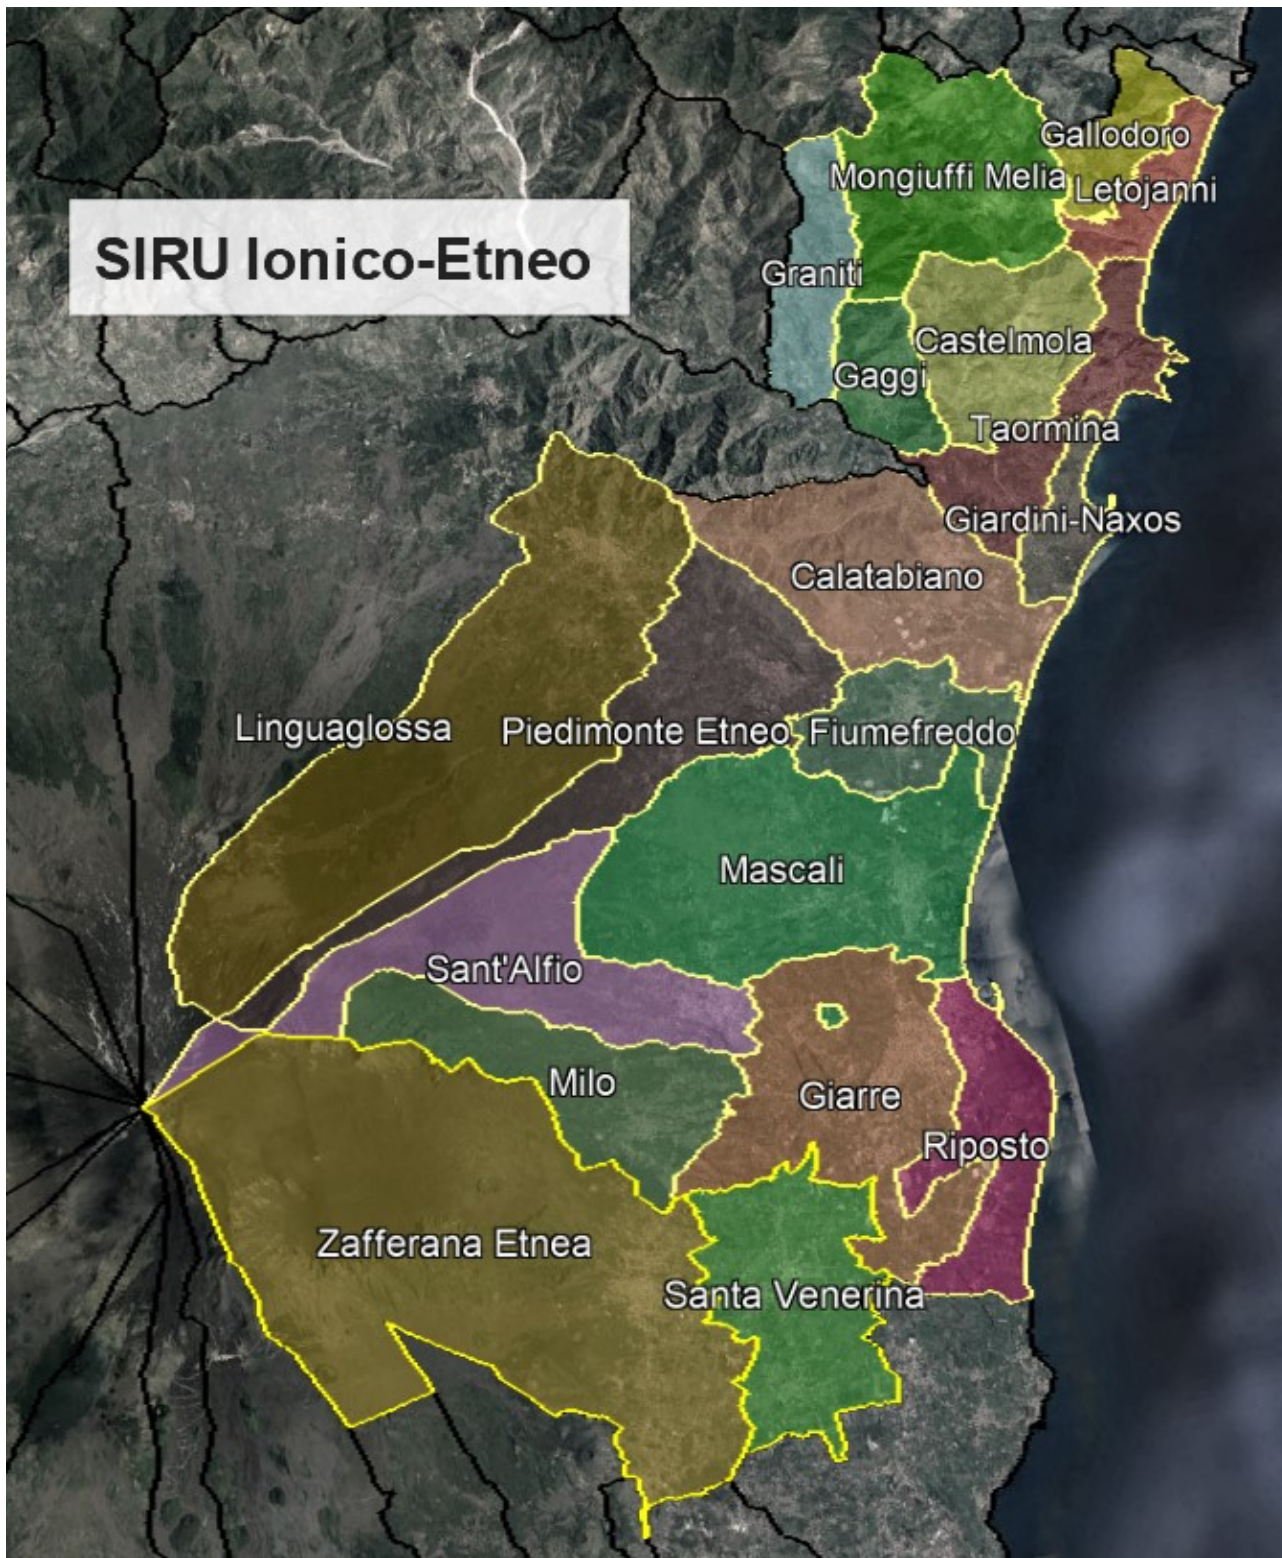 Gallodoro
Mongiuffi Melia
Letojanni
SIRU Ionico-Etneo
Graniti
Castelmola
Gaggi
Taormina
Giardini-Naxos
Calatabiano
Linguaglossa
Piedimonte Etneo
Fiumefreddo
Mascali
Sant'Alfio
Milo
Giarre
Riposto
Zafferana Etnea
Santa Venerina